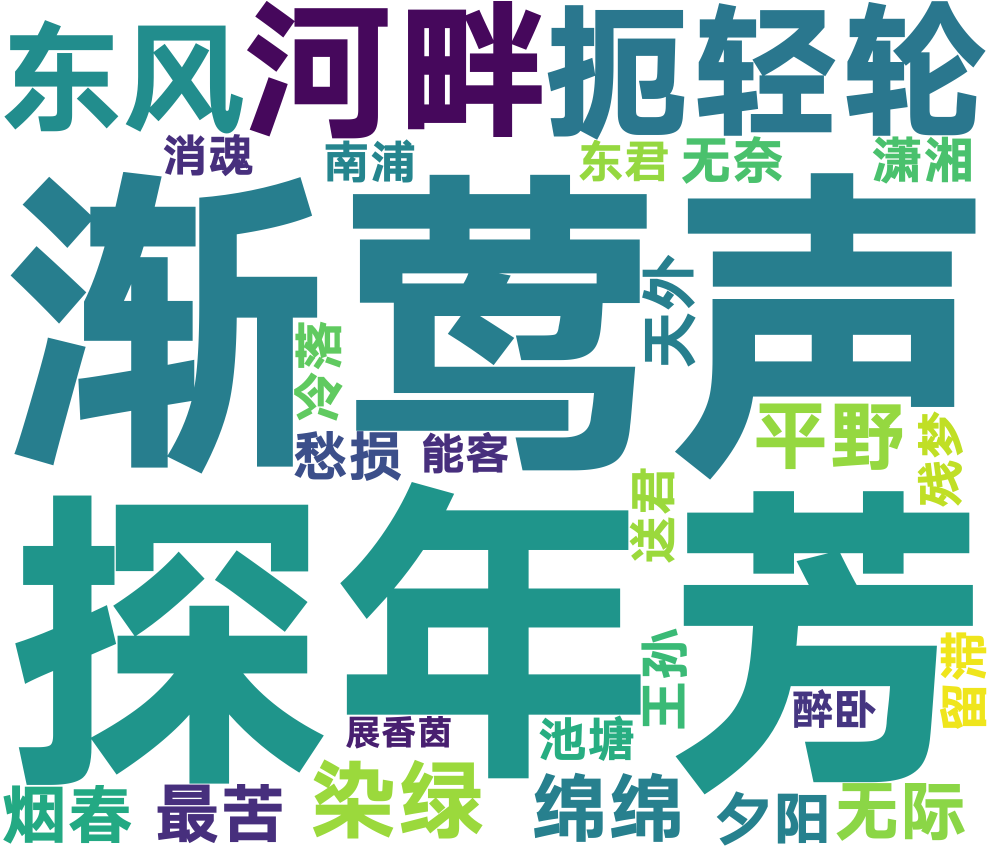 东风
河畔
扼轻轮
消魂
南浦
东君
无奈
潇湘
渐莺声
天外
冷落
愁损
能客
平野
残梦
送君
探年芳
王孙
留滞
醉卧
展香茵
池塘
烟春
最苦
染绿
绵绵
夕阳
无际